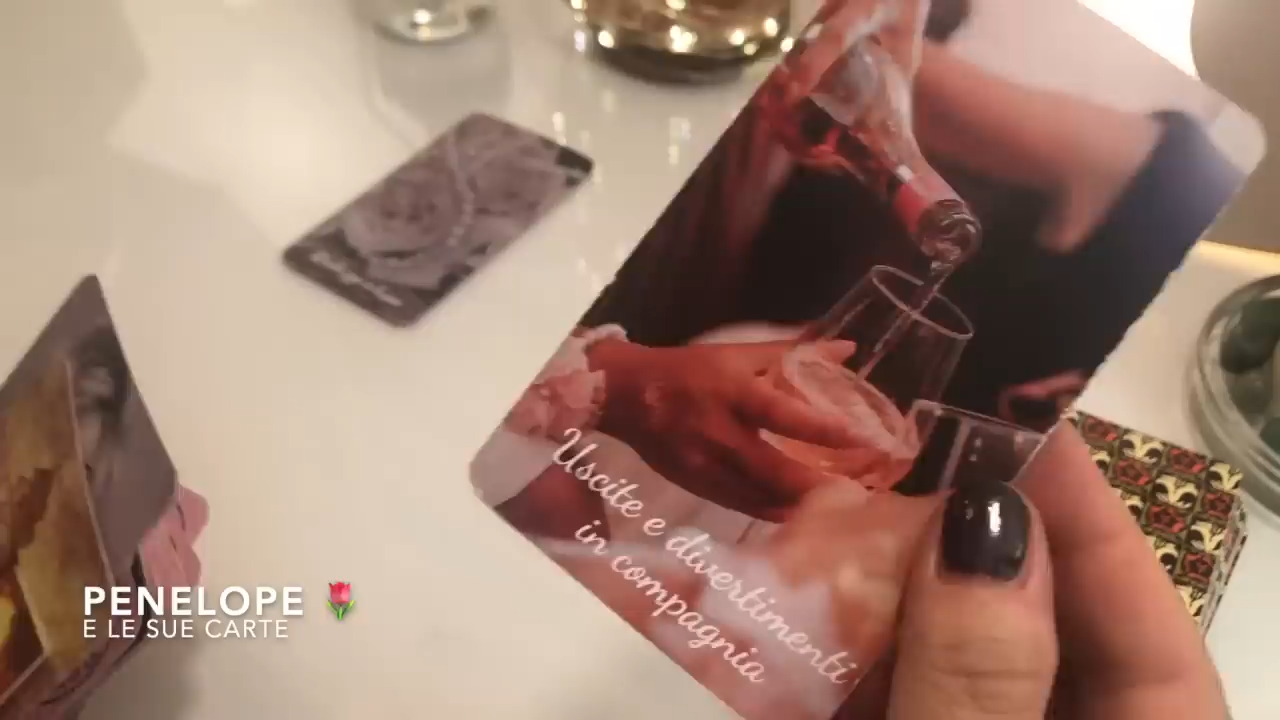 Uscite e divertimenti
in compagnia
PENELOPE 🌷
E LE SUE CARTE